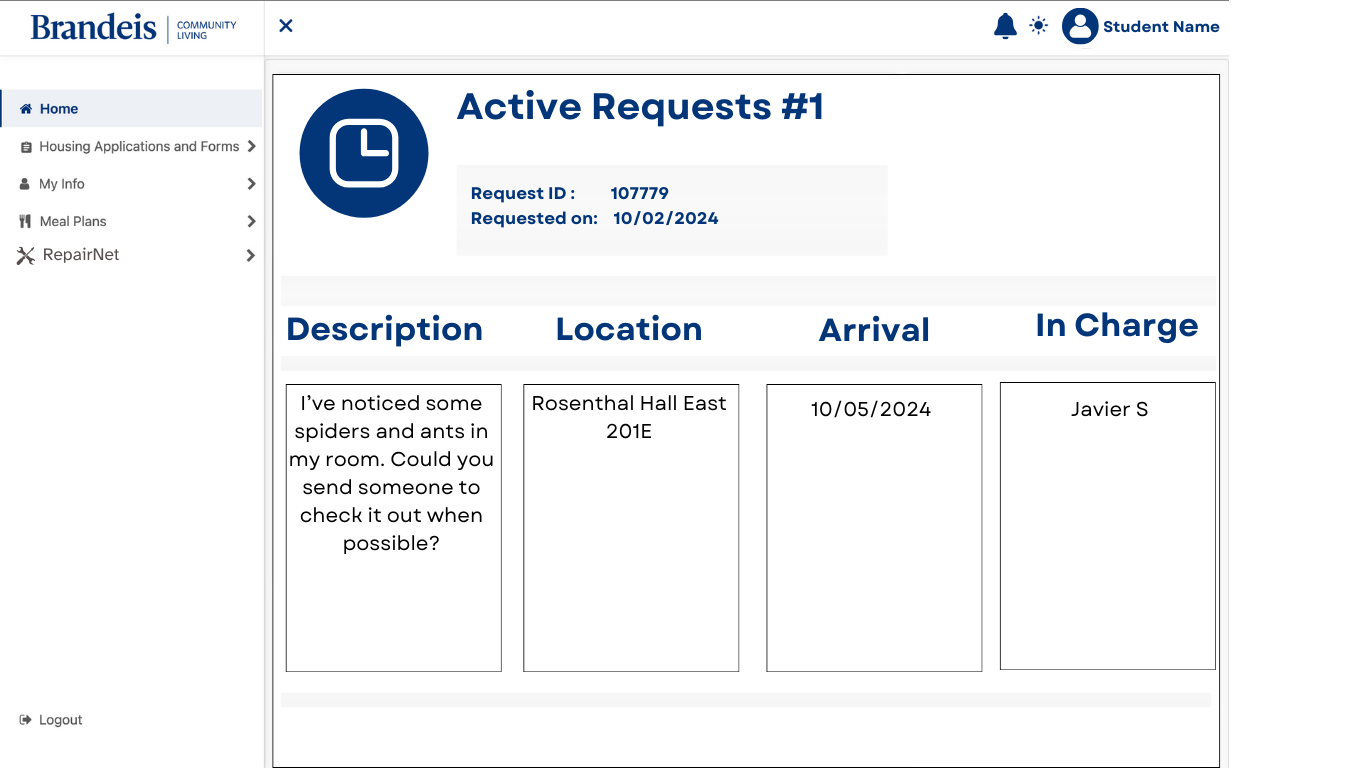 Brandeis
COMMUNITY
LIVING
Student Name
Home
Housing Applications and Forms
My Info
Meal Plans
RepairNet
Logout
Active Requests #1
Request ID : 107779
Requested on: 10/02/2024
Description
Location
Arrival
In Charge
I’ve noticed some
spiders and ants in
my room. Could you
send someone to
check it out when
possible?
Rosenthal Hall East
201E
10/05/2024
Javier S